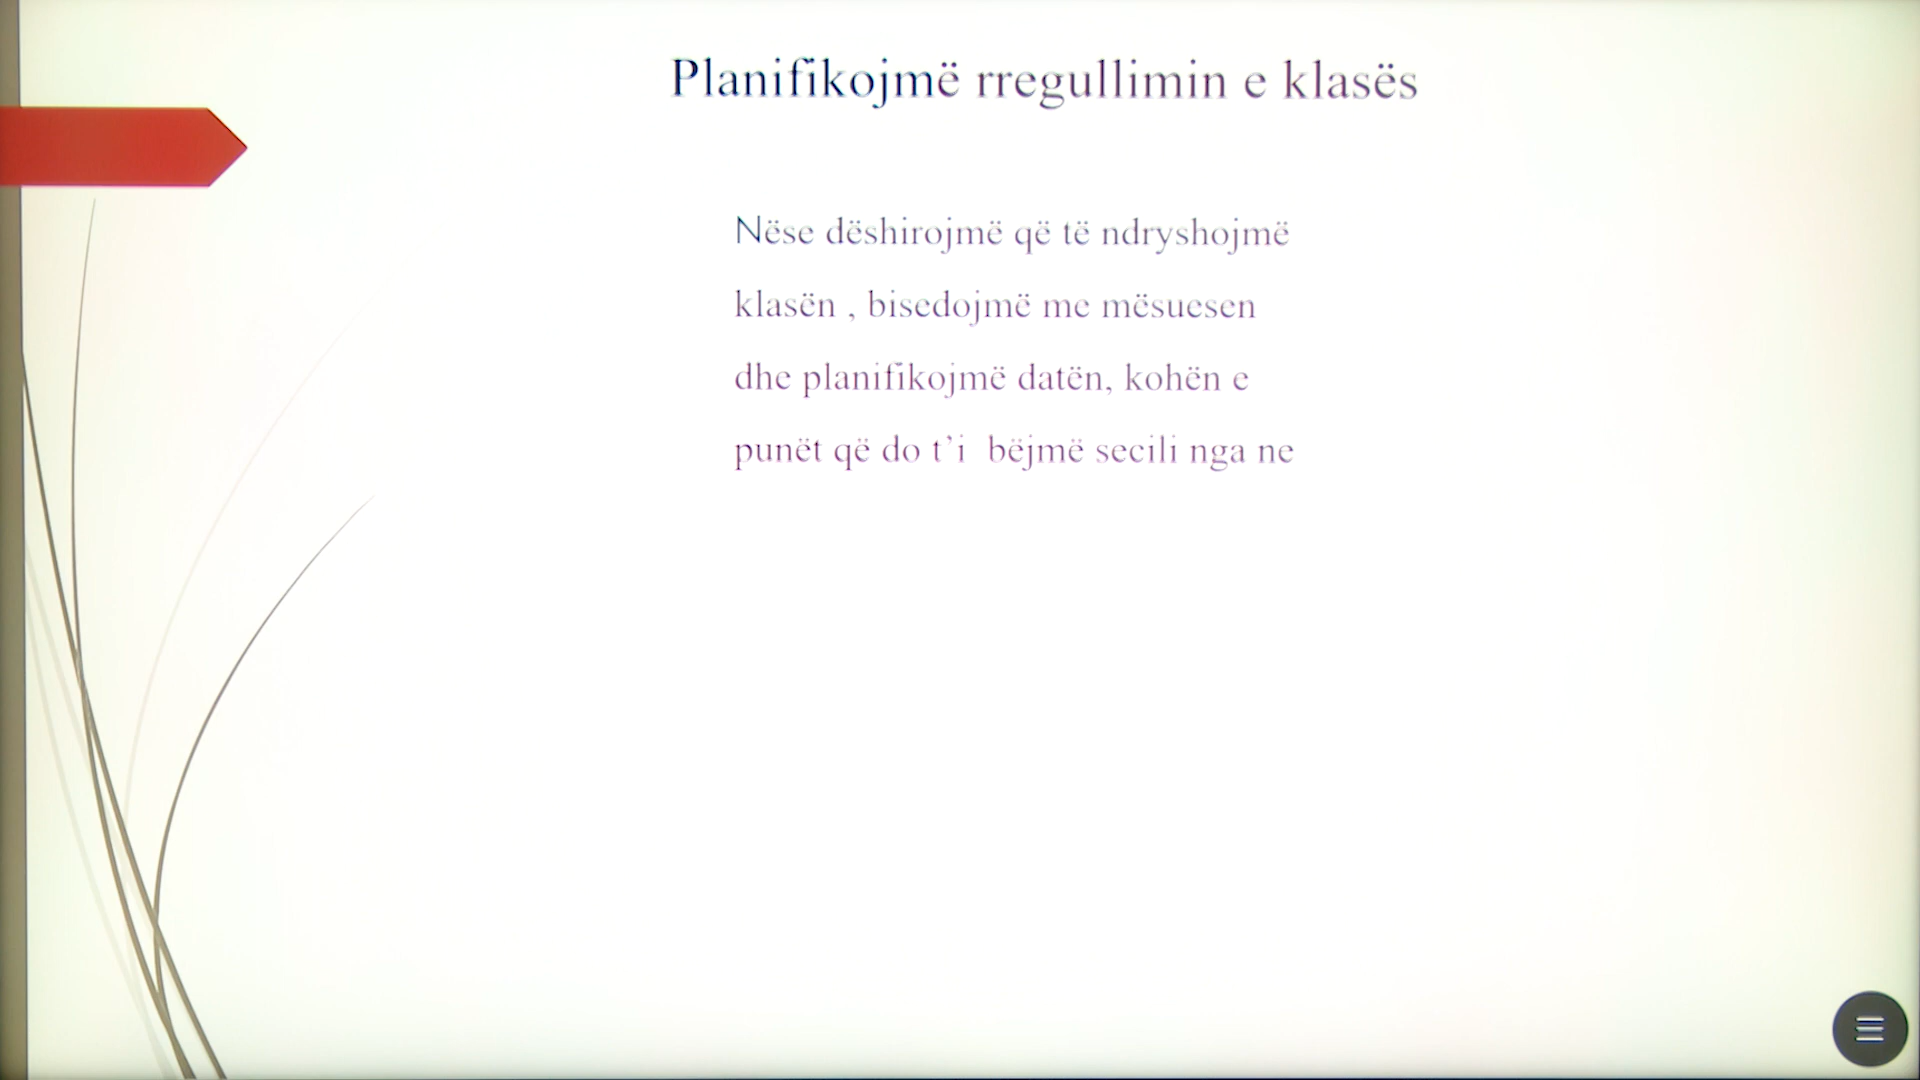 Planifikojmë rregullimin e klasës
Nëse dëshirojmë që të ndryshojmë
klasën , bisedojmë me mësuesen
dhe planifikojmë datën, kohën e
punët që do t’i  bëjmë secili nga ne